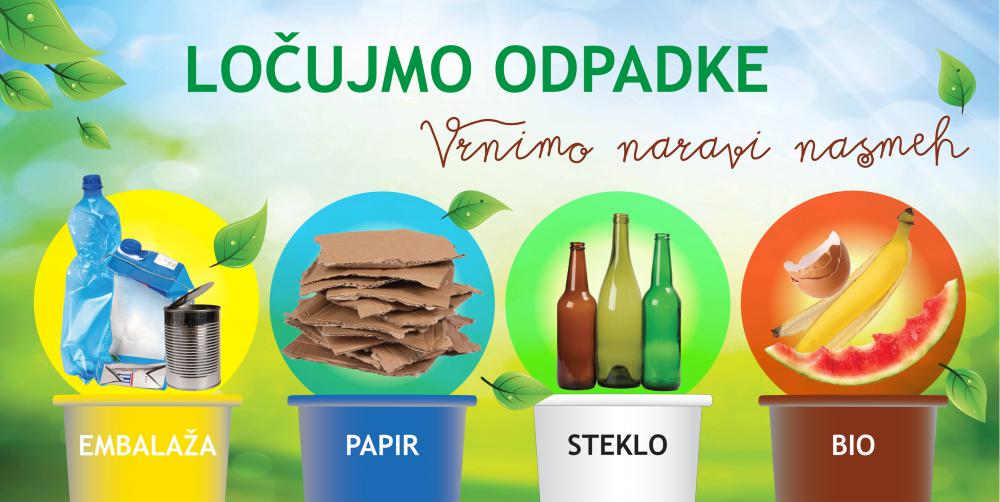 LOČUJMO ODPADKE
Vrnimo naravi nasmeh
EMBALAŽA
PAPIR
STEKLO
BIO